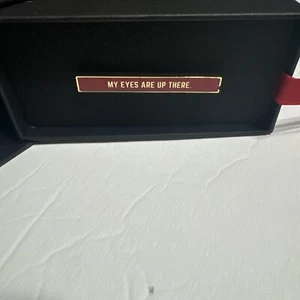 MY EYES ARE UP THERE.